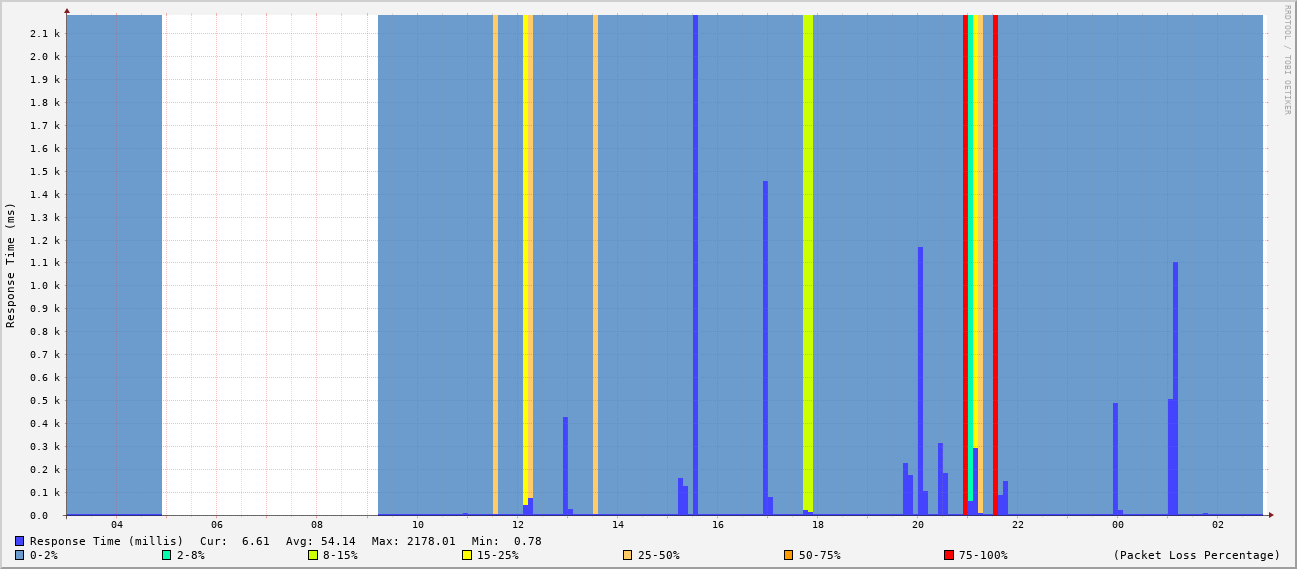 RRDTOOL / TOBI OETIKER
Response Time (ms)
2.1 k
2.0 k
1.9 k
1.8 k
1.7 k
1.6 k
1.5 k
1.4 k
1.3 k
1.2 k
1.1 k
1.0 k
0.9 k
0.8 k
0.7 k
0.6 k
0.5 k
0.4 k
0.3 k
0.2 k
0.1 k
0.0
04 06 08 10 12 14 16 18 20 22 00 02
Response Time (millis) Cur: 6.61 Avg: 54.14 Max: 2178.01 Min: 0.78
0-2% 2-8% 8-15% 15-25% 25-50% 50-75% 75-100% (Packet Loss Percentage)